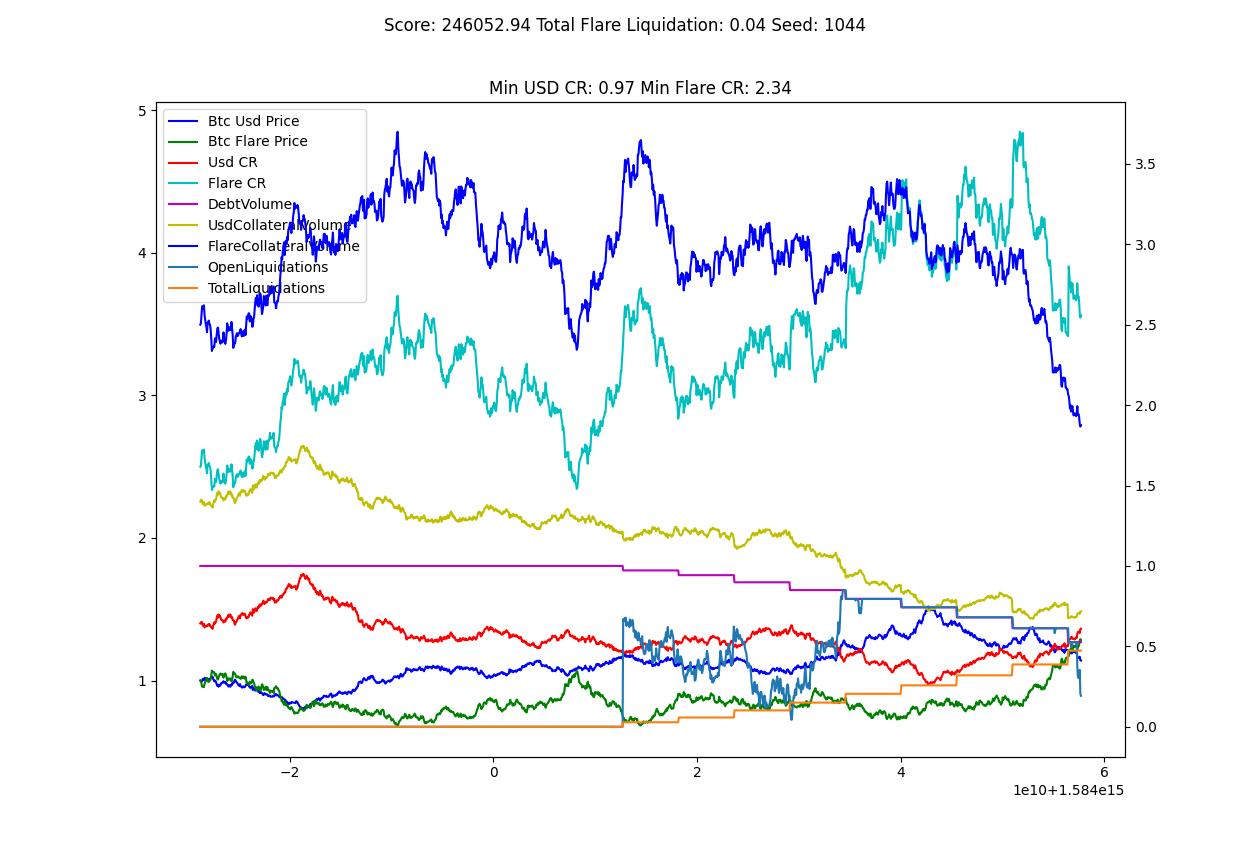 Score: 246052.94 Total Flare Liquidation: 0.04 Seed: 1044
Min USD CR: 0.97 Min Flare CR: 2.34
Btc Usd Price
Btc Flare Price
Usd CR
Flare CR
DebtVolume
UsdCollateralVolume
FlareCollateralVolume
OpenLiquidations
TotalLiquidations
5
4
3
2
1
3.5
3.0
2.5
2.0
1.5
1.0
0.5
0.0
−2
0
2
4
6
1e10+1.584e15